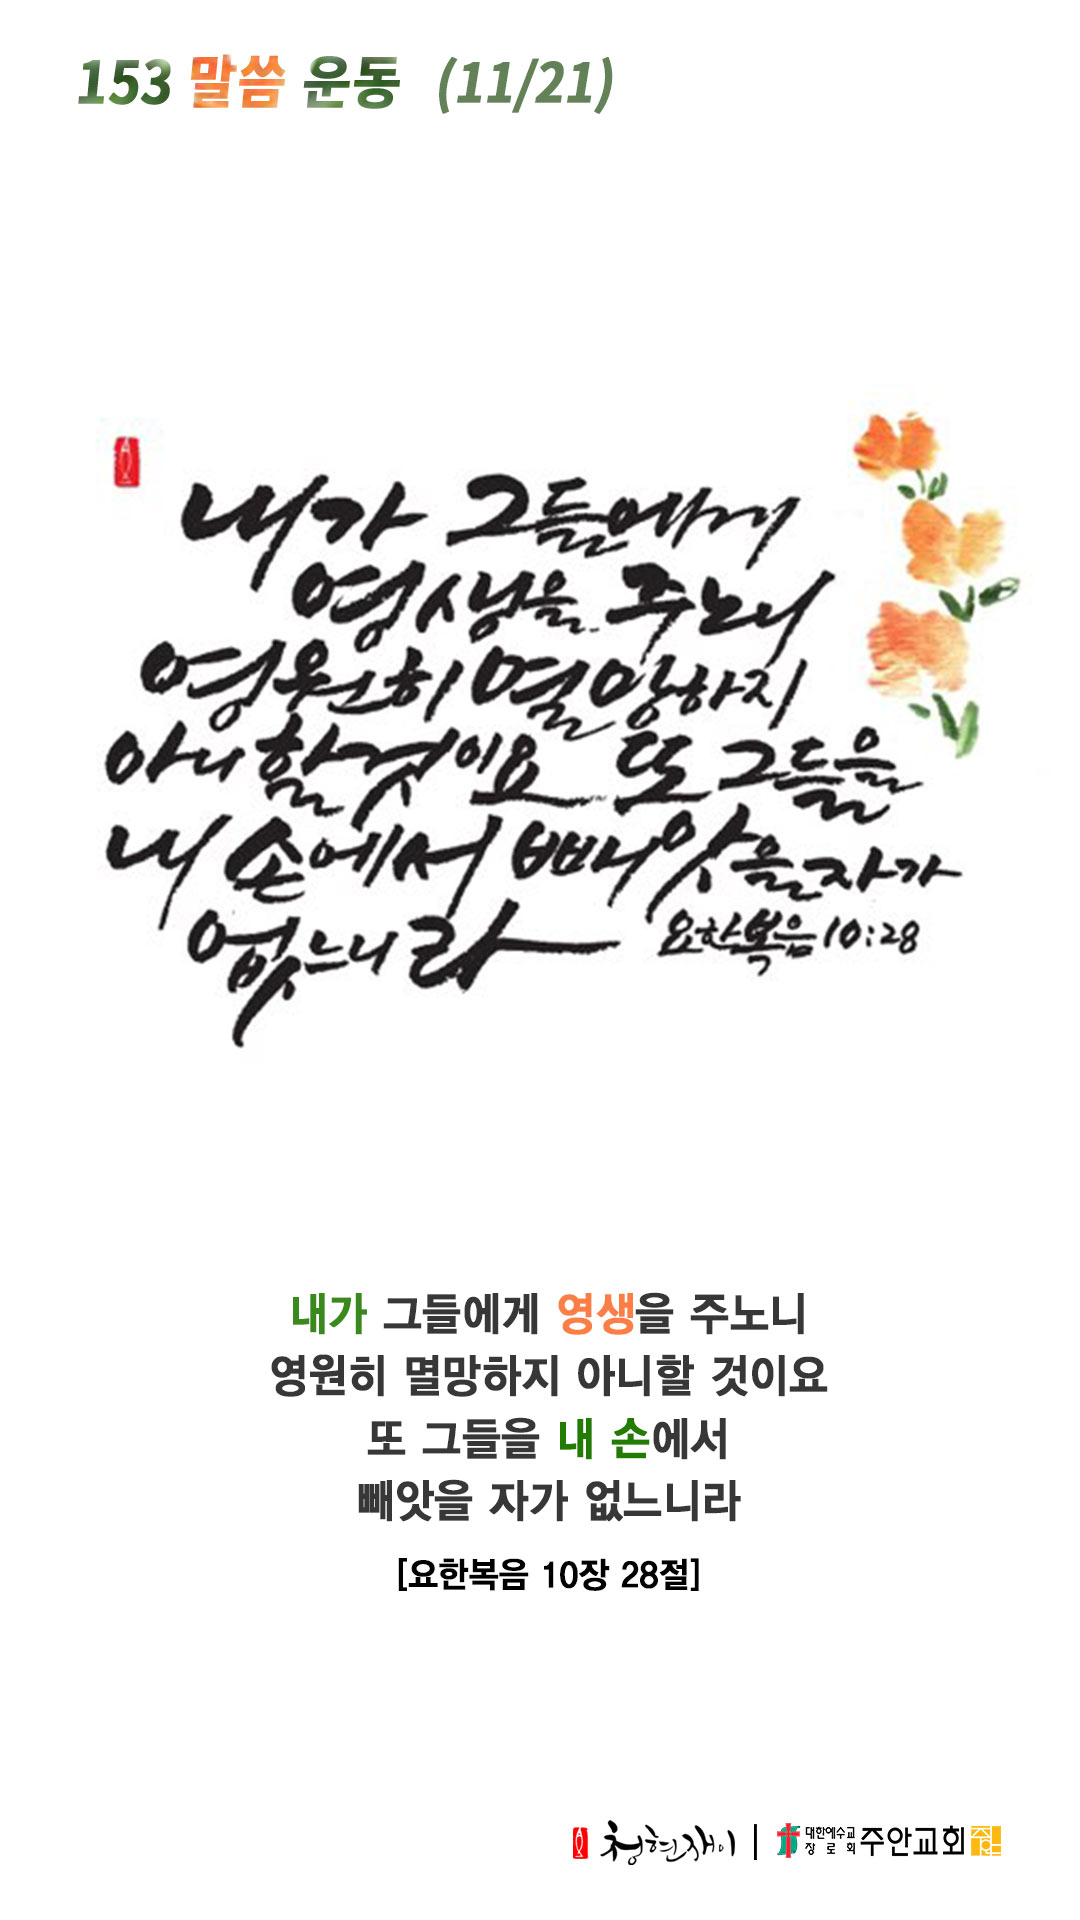 153 말씀 운동 (11/21)
내가 그들에게
영생을 주노니
영원히 멸망하지
아니할것이요 또 그들을
내 손에서 빼앗을자가
없느니라 요한복음 10:28
내가 그들에게 영생을 주노니
영원히 멸망하지 아니할 것이요
또 그들을 내 손에서
빼앗을 자가 없느니라
[요한복음 10장 28절]
청현재이 | 대한예수교 장로회 주안교회 주안